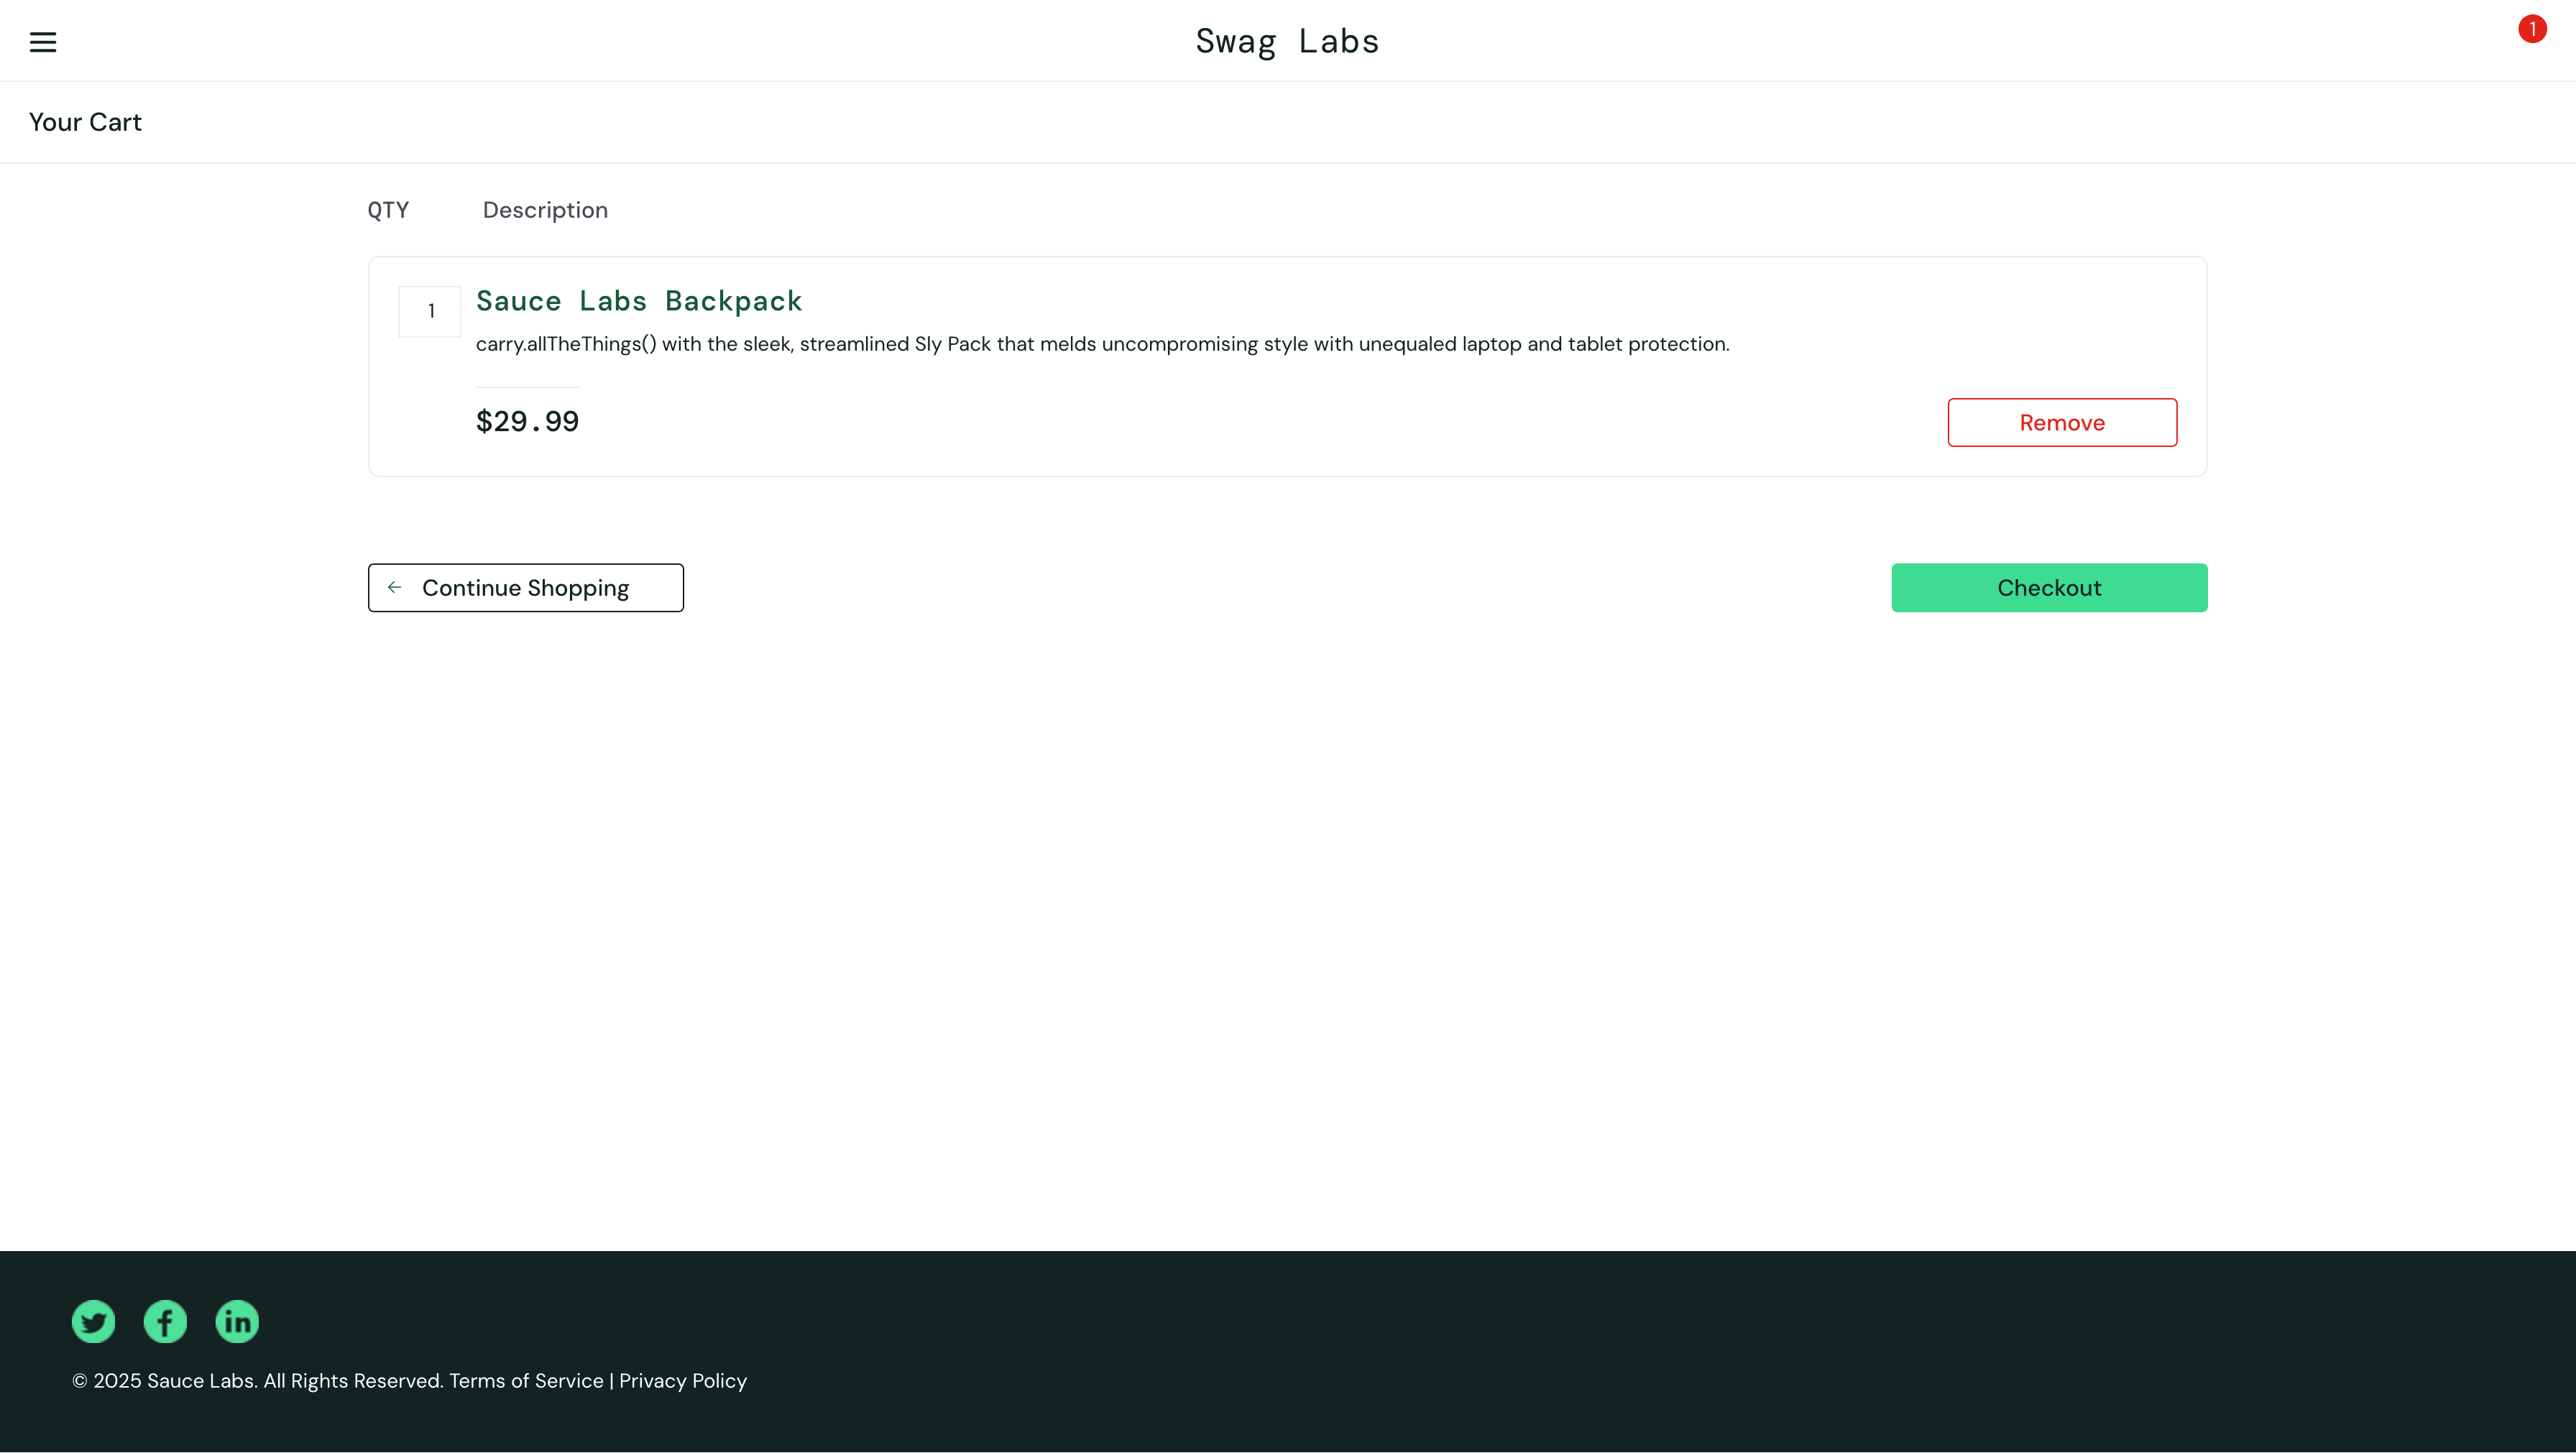 Swag Labs
1
Your Cart
QTY Description
1 Sauce Labs Backpack
carry.allTheThings() with the sleek, streamlined Sly Pack that melds uncompromising style with unequaled laptop and tablet protection.
$29.99
Remove
Continue Shopping
Checkout
© 2025 Sauce Labs. All Rights Reserved. Terms of Service | Privacy Policy